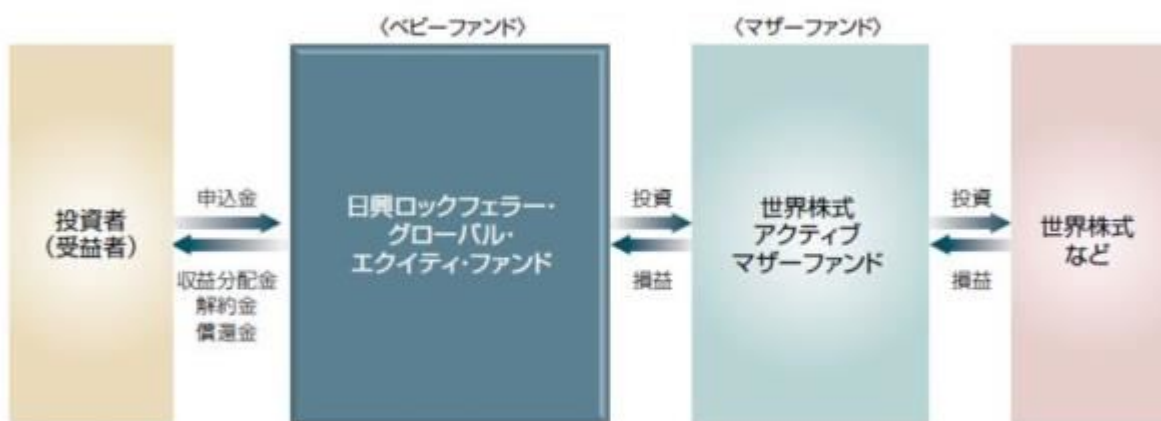 〈ベビーファンド〉
〈マザーファンド〉
投資者
(受益者)
申込金
収益分配金
解約金
償還金
日興ロックフェラー・
グローバル・
エクイティ・ファンド
投資
損益
世界株式
アクティブ
マザーファンド
投資
損益
世界株式
など